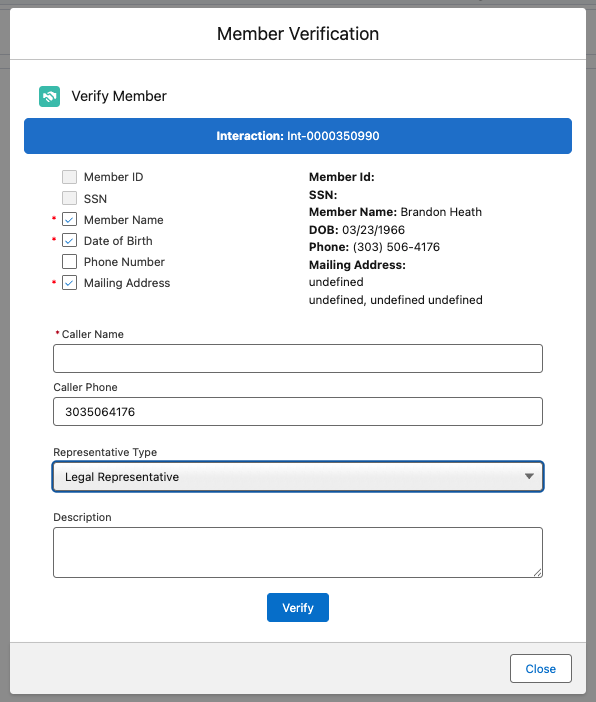 Member Verification
Verify Member
Interaction: Int-0000350990
Member ID
SSN
* Member Name
* Date of Birth
Phone Number
* Mailing Address
Member Id:
SSN:
Member Name: Brandon Heath
DOB: 03/23/1966
Phone: (303) 506-4176
Mailing Address:
undefined
undefined, undefined undefined
* Caller Name
Caller Phone
3035064176
Representative Type
Legal Representative
Description
Verify
Close